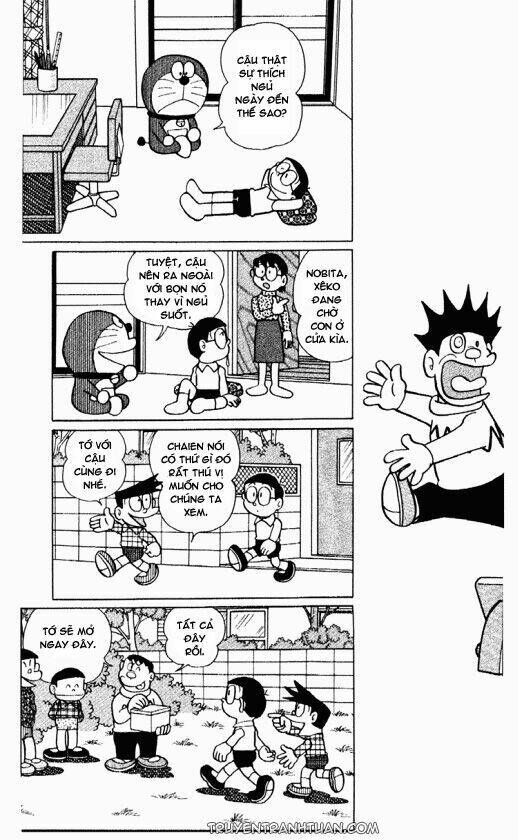 CẬU THẬT
SỰ THÍCH
NGỦ
NGÀY ĐẾN
THẾ SAO?
TUYỆT, CẬU
NÊN RA NGOÀI
VỚI BỌN NÓ
THAY VÌ NGỦ
SUỐT.
NOBITA,
XÊKO
ĐANG
CHỜ
CON Ở
CỬA KÌA.
TỚ VỚI
CẬU
CÙNG ĐI
NHÉ.
CHAIEN NÓI
CÓ THỨ GÌ ĐÓ
RẤT THÚ VỊ
MUỐN CHO
CHÚNG TA
XEM.
TỚ SẼ MỞ
NGAY ĐÂY.
TẤT CẢ
ĐÂY
RỒI.
TRUYENTRANHTUAN.COM